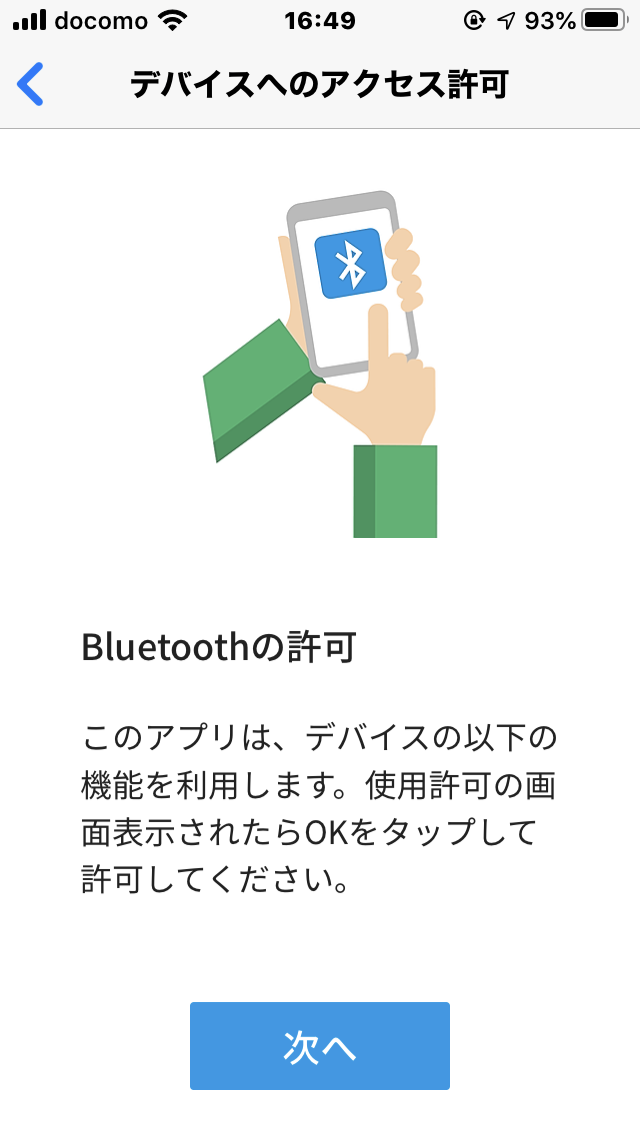 docomo 16:49 93%
デバイスへのアクセス許可
Bluetoothの許可
このアプリは、デバイスの以下の
機能を利用します。使用許可の画
面表示されたらOKをタップして
許可してください。
次へ